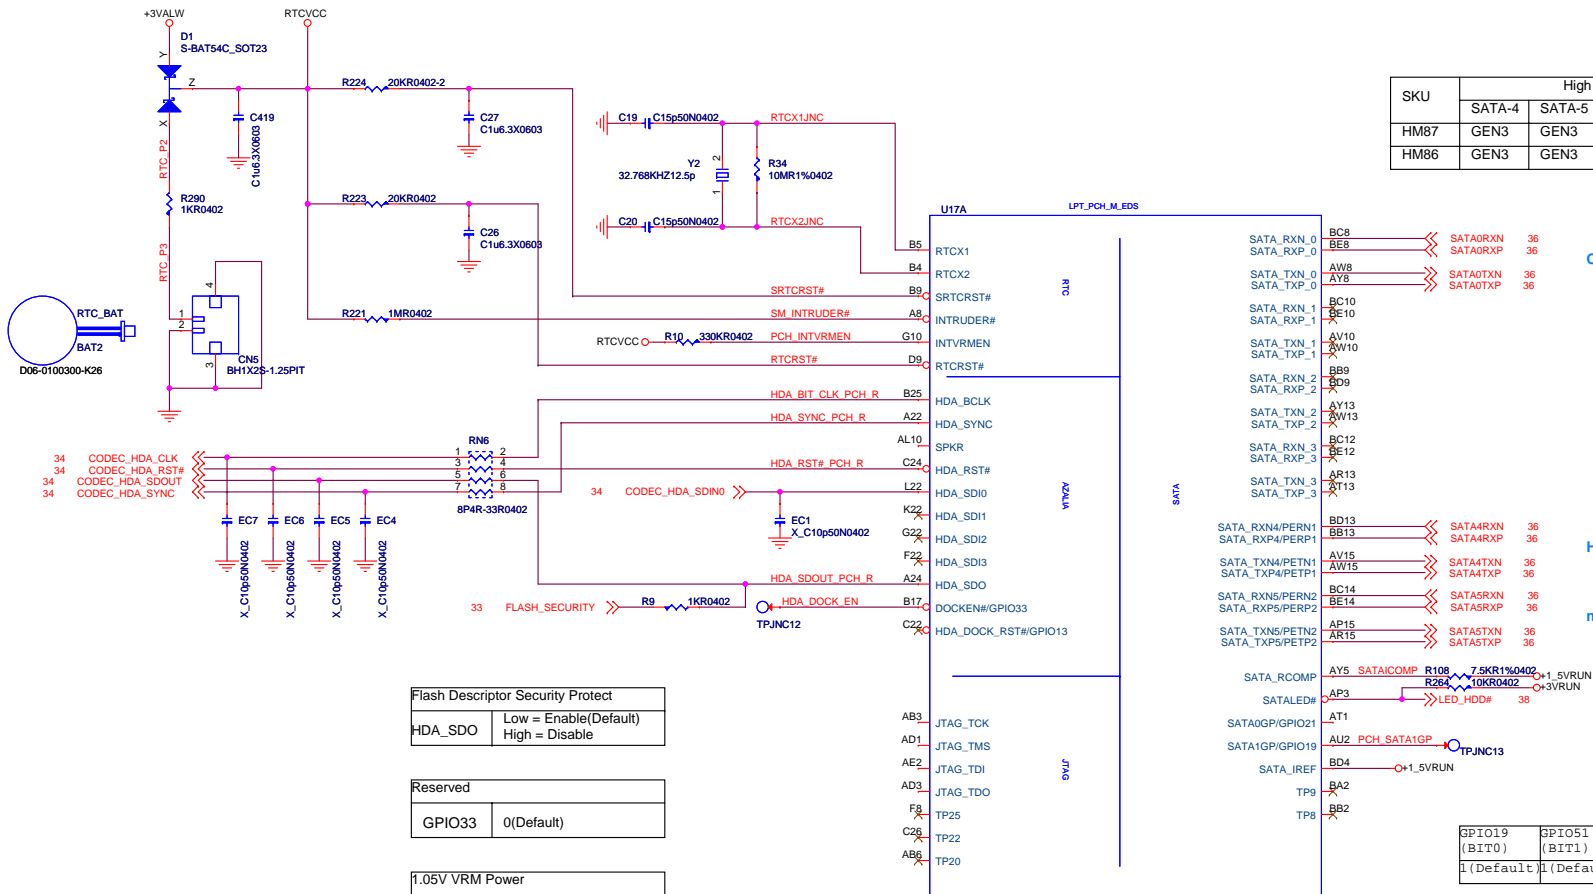 +3VALW
RTCVCC
D1
S-BAT54C_SOT23
Y
Z
X
C419
C1u6.3X0603
RTC_P2
R290
1KR0402
RTC_P3
R224
20KR0402-2
C27
C1u6.3X0603
R223
20KR0402
C26
C1u6.3X0603
R221
1MR0402
RTC_BAT
BAT2
D06-0100300-K26
4
1
2
3
CN5
BH1X2S-1.25PIT
C19
C15p50N0402
RTCX1JNC
Y2
32.768KHZ12.5p
2
1
R34
10MR1%0402
C20
C15p50N0402
RTCX2JNC
SRTCRST#
SM_INTRUDER#
RTCVCC
R10
330KR0402
PCH_INTVRMEN
RTCRST#
HDA_BIT_CLK_PCH_R
HDA_SYNC_PCH_R
HDA_RST#_PCH_R
34 CODEC_HDA_CLK
34 CODEC_HDA_RST#
34 CODEC_HDA_SDOUT
34 CODEC_HDA_SYNC
RN6
1 2
3 4
5 6
7 8
8P4R-33R0402
EC7
X_C10p50N0402
EC6
X_C10p50N0402
EC5
X_C10p50N0402
EC4
X_C10p50N0402
34 CODEC_HDA_SDIN0
EC1
X_C10p50N0402
HDA_SDOUT_PCH_R
33 FLASH_SECURITY
R9
1KR0402
HDA_DOCK_EN
TPJNC12
U17A
LPT_PCH_M_EDS
B5 RTCX1
B4 RTCX2
B9 SRTCRST#
A8 INTRUDER#
G10 INTVRMEN
D9 RTCRST#
B25 HDA_BCLK
A22 HDA_SYNC
AL10 SPKR
C24 HDA_RST#
L22 HDA_SDI0
K22 HDA_SDI1
G22 HDA_SDI2
F22 HDA_SDI3
A24 HDA_SDO
B17 DOCKEN#/GPIO33
C22 HDA_DOCK_RST#/GPIO13
AB3 JTAG_TCK
AD1 JTAG_TMS
AE2 JTAG_TDI
AD3 JTAG_TDO
F8 TP25
C26 TP22
AB6 TP20
RTC
AZALIA
JTAG
SATA
SATA_RXN_0 BC8 SATA0RXN 36
SATA_RXP_0 BE8 SATA0RXP 36
SATA_TXN_0 AW8 SATA0TXN 36
SATA_TXP_0 AY8 SATA0TXP 36
SATA_RXN_1 BC10
SATA_RXP_1 BE10
SATA_TXN_1 AV10
SATA_TXP_1 AW10
SATA_RXN_2 BB9
SATA_RXP_2 BD9
SATA_TXN_2 AY13
SATA_TXP_2 AW13
SATA_RXN_3 BC12
SATA_RXP_3 BE12
SATA_TXN_3 AR13
SATA_TXP_3 AT13
SATA_RXN4/PERN1 BD13 SATA4RXN 36
SATA_RXP4/PERP1 BB13 SATA4RXP 36
SATA_TXN4/PETN1 AV15 SATA4TXN 36
SATA_TXP4/PETP1 AW15 SATA4TXP 36
SATA_RXN5/PERN2 BC14 SATA5RXN 36
SATA_RXP5/PERP2 BE14 SATA5RXP 36
SATA_TXN5/PETN2 AP15 SATA5TXN 36
SATA_TXP5/PETP2 AR15 SATA5TXP 36
SATA_RCOMP AY5 SATAICOMP R108 7.5KR1%0402 +1_5VRUN
R264 10KR0402 +3VRUN
SATALED# AP3 LED_HDD# 38
SATA0GP/GPIO21 AT1
SATA1GP/GPIO19 AU2 PCH_SATA1GP TPJNC13
SATA_IREF BD4 +1_5VRUN
TP9 BA2
TP8 BB2
SKU High
SATA-4 SATA-5
HM87 GEN3 GEN3
HM86 GEN3 GEN3
Flash Descriptor Security Protect
HDA_SDO Low = Enable(Default)
High = Disable
Reserved
GPIO33 0(Default)
1.05V VRM Power
GPIO19 GPIO51
(BIT0) (BIT1)
1(Default)